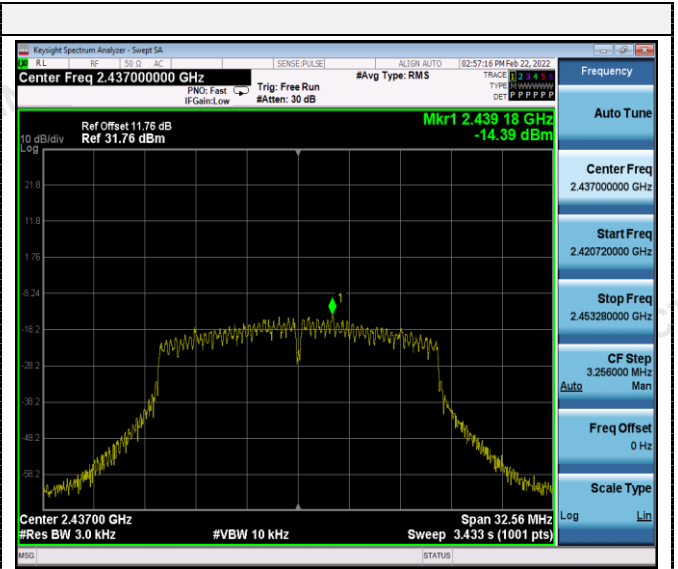 Keysight Spectrum Analyzer - Swept SA
RL RF 50 Ω AC SENSE:PULSE ALIGN AUTO 02:57:16 PM Feb 22, 2022
Center Freq 2.437000000 GHz
PNO: Fast
IFGain:Low
Trig: Free Run
#Atten: 30 dB
#Avg Type: RMS
TRACE 1 2 3 4 5 6
TYPE M W W W W W
DET P P P P P P
Ref Offset 11.76 dB
10 dB/div Ref 31.76 dBm
Log
Mkr1 2.439 18 GHz
-14.39 dBm
21.8
11.8
1.76
-8.24
1
-18.2
-28.2
-38.2
-48.2
-58.2
Center 2.43700 GHz
Span 32.56 MHz
#Res BW 3.0 kHz
#VBW 10 kHz
Sweep 3.433 s (1001 pts)
MSG
STATUS
Frequency
Auto Tune
Center Freq
2.437000000 GHz
Start Freq
2.420720000 GHz
Stop Freq
2.453280000 GHz
CF Step
3.256000 MHz
Auto Man
Freq Offset
0 Hz
Scale Type
Log Lin